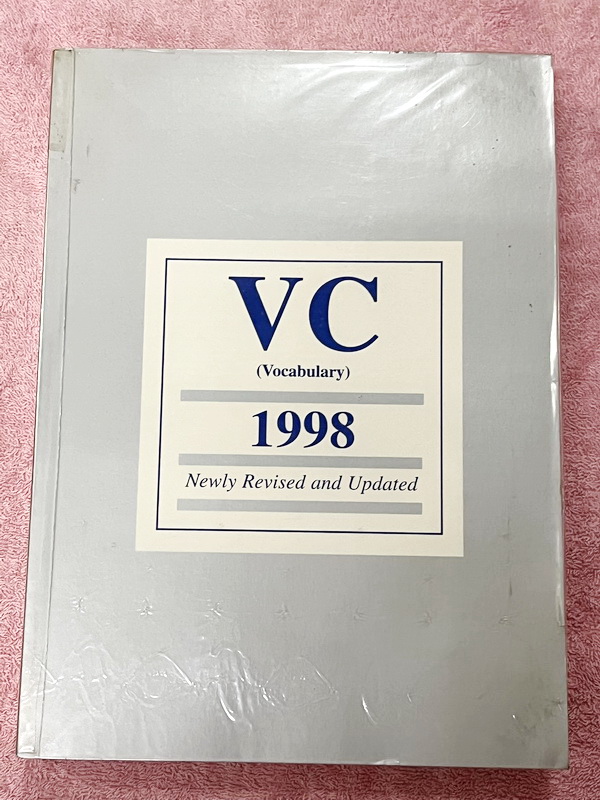 VC
(Vocabulary)
1998
Newly Revised and Updated